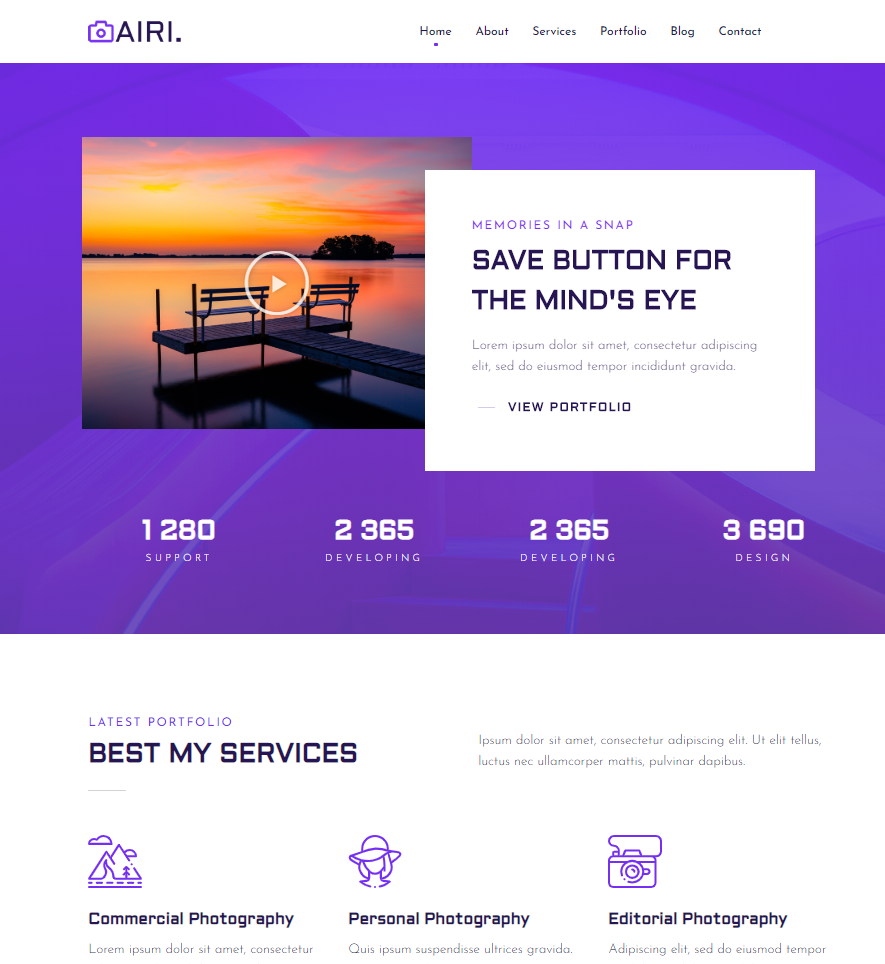 AIRI.
Home About Services Portfolio Blog Contact
MEMORIES IN A SNAP
SAVE BUTTON FOR
THE MIND'S EYE
Lorem ipsum dolor sit amet, consectetur adipiscing
elit, sed do eiusmod tempor incididunt gravida.
VIEW PORTFOLIO
1 280 2 365 2 365 3 690
SUPPORT DEVELOPING DEVELOPING DESIGN
LATEST PORTFOLIO
BEST MY SERVICES
Ipsum dolor sit amet, consectetur adipiscing elit. Ut elit tellus,
luctus nec ullamcorper mattis, pulvinar dapibus.
Commercial Photography Personal Photography Editorial Photography
Lorem ipsum dolor sit amet, consectetur Quis ipsum suspendisse ultrices gravida. Adipiscing elit, sed do eiusmod tempor